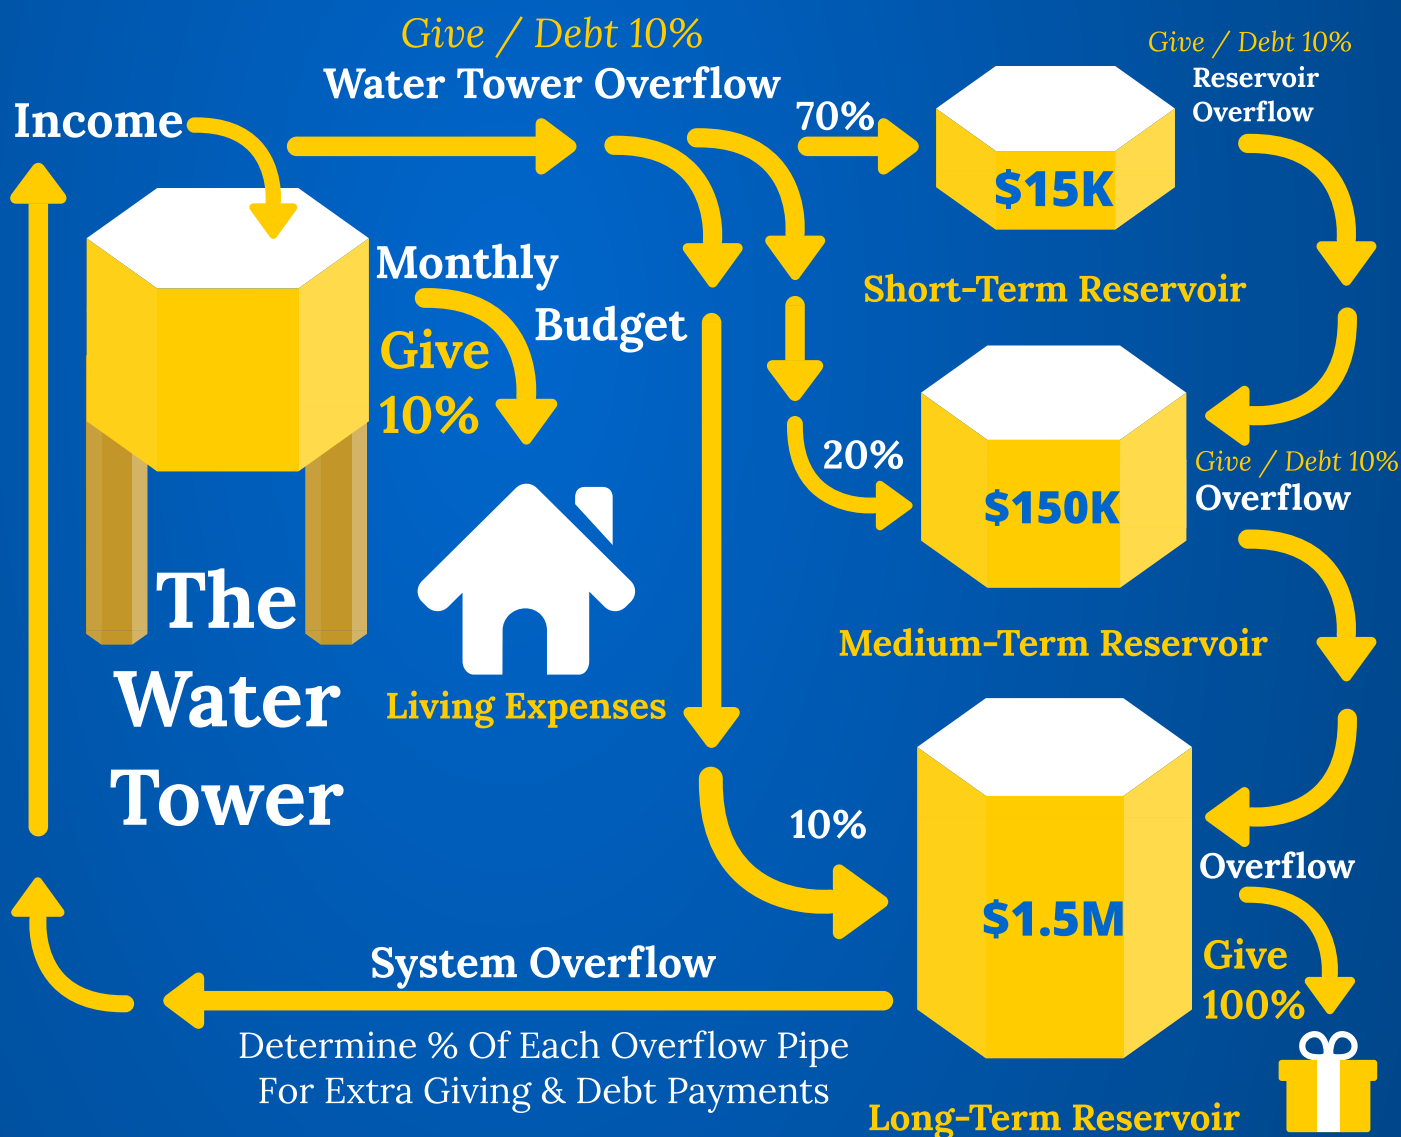 Give / Debt 10%
Water Tower Overflow
Income
70%
Give / Debt 10%
Reservoir
Overflow
$15K
Short-Term Reservoir
Monthly
Budget
Give
10%
20%
$150K
Give / Debt 10%
Overflow
Medium-Term Reservoir
The
Water
Tower
Living Expenses
10%
$1.5M
Overflow
Give
100%
System Overflow
Determine % Of Each Overflow Pipe
For Extra Giving & Debt Payments
Long-Term Reservoir